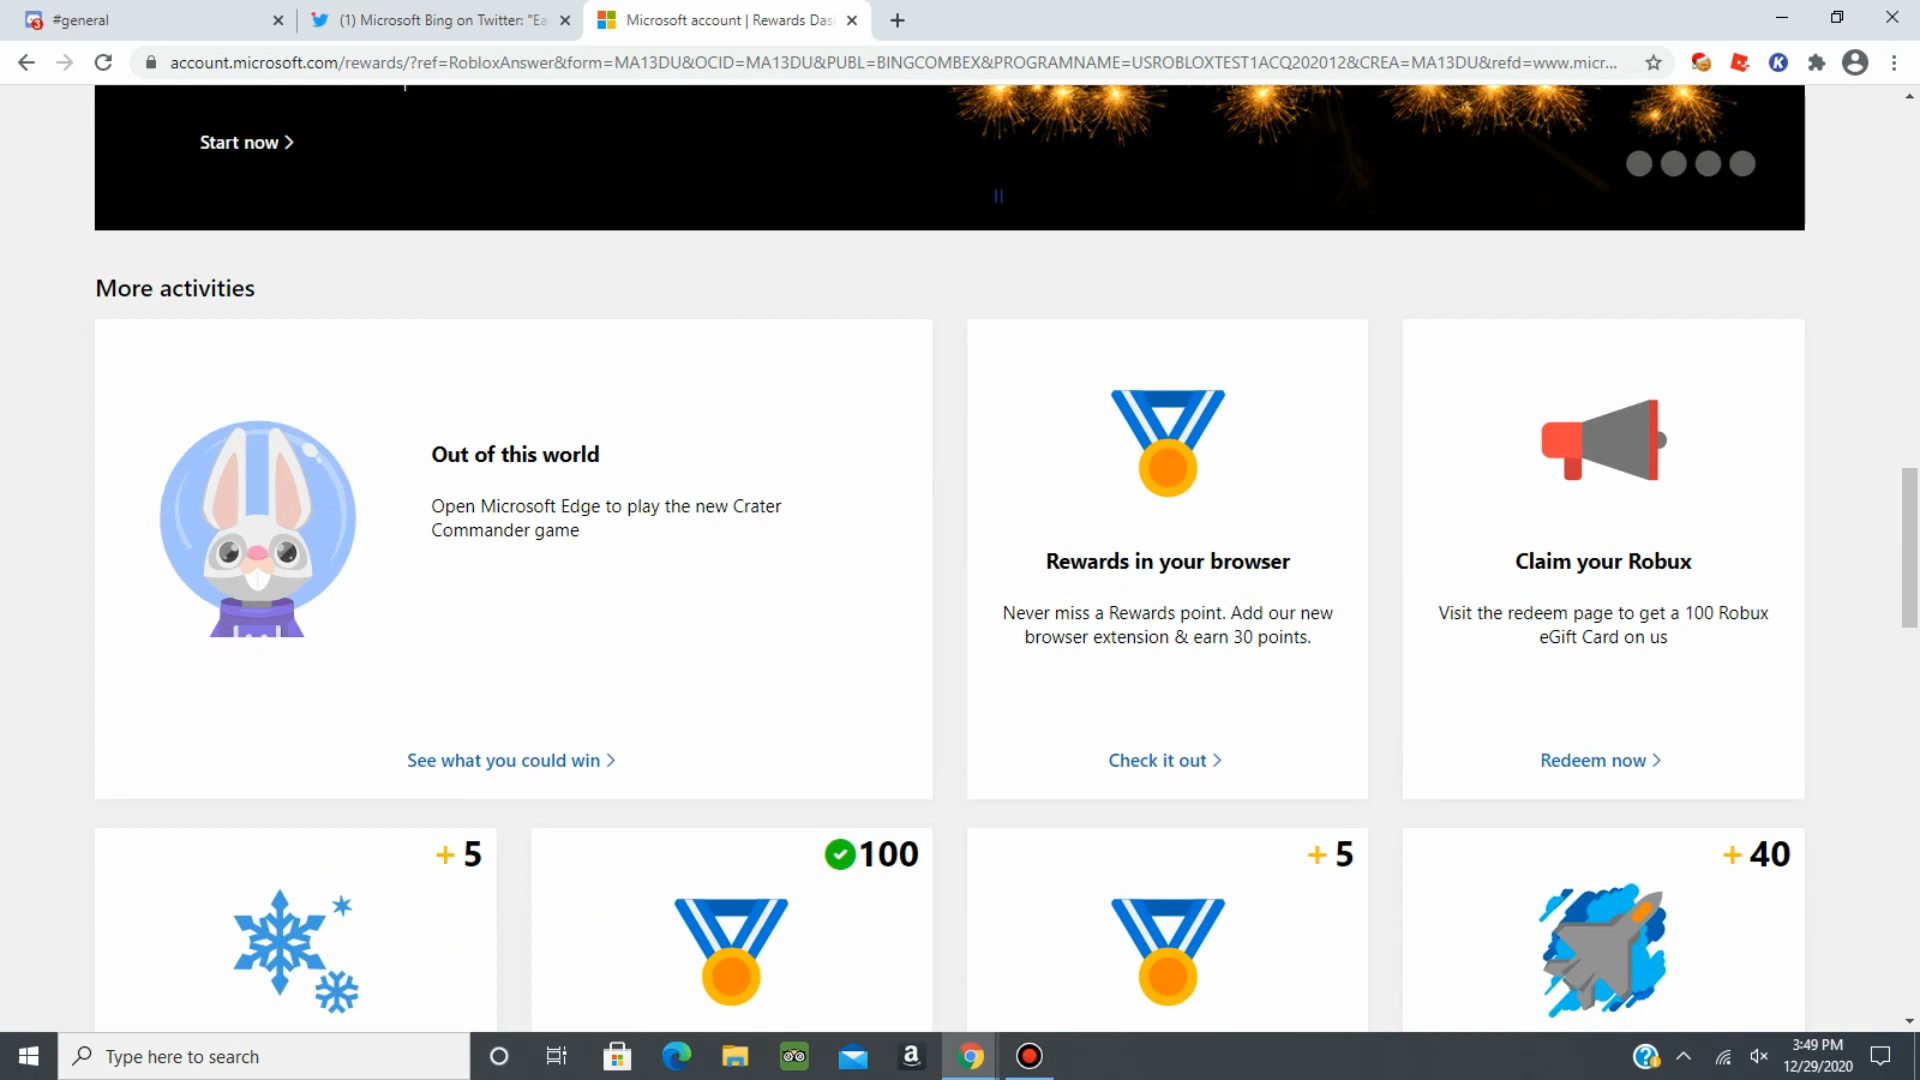 #general
(1) Microsoft Bing on Twitter: "Ea
Microsoft account | Rewards Das
account.microsoft.com/rewards/?ref=RobloxAnswer&form=MA13DU&OCID=MA13DU&PUBL=BINGCOMBEX&PROGRAMNAME=USROBLOXTEST1ACQ202012&CREA=MA13DU&refd=www.micr...
K
Start now >
More activities
Out of this world
Open Microsoft Edge to play the new Crater
Commander game
See what you could win >
Rewards in your browser
Never miss a Rewards point. Add our new
browser extension & earn 30 points.
Check it out >
Claim your Robux
Visit the redeem page to get a 100 Robux
eGift Card on us
Redeem now >
+ 5
100
+ 5
+ 40
Type here to search
a
3:49 PM
12/29/2020